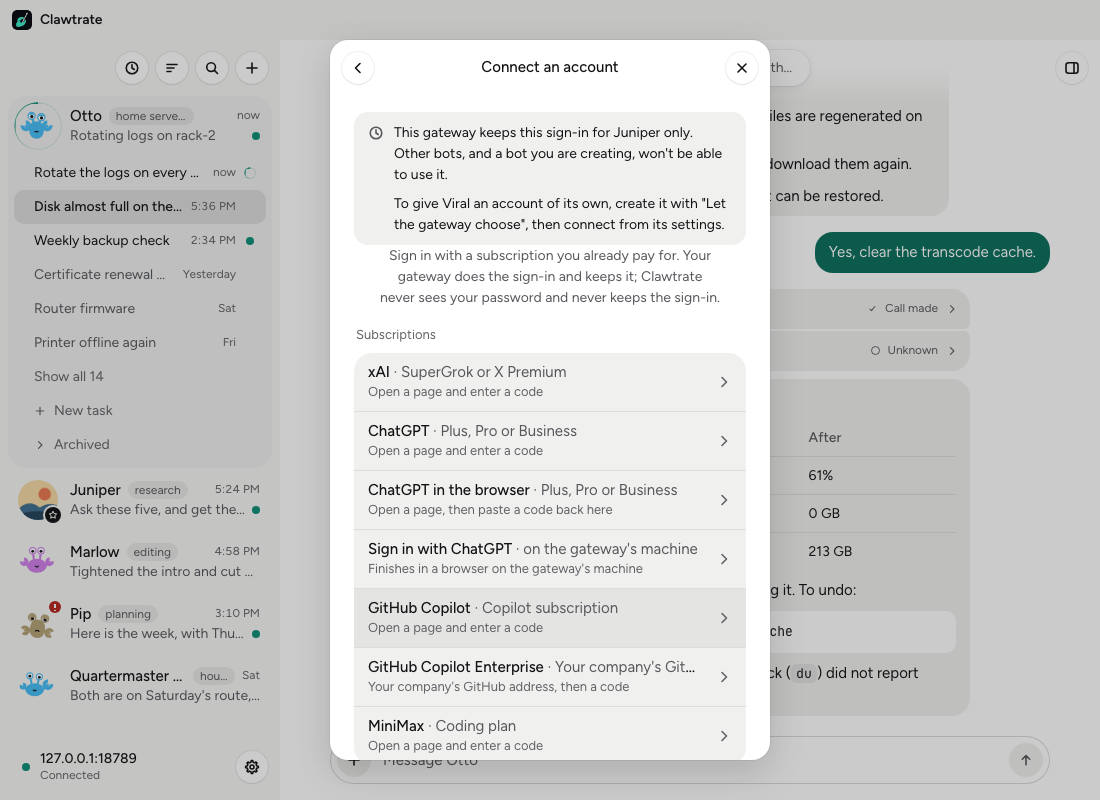 Clawtrate
Otto
home serve...
now
Rotating logs on rack-2
Rotate the logs on every ...
now
Disk almost full on the...
5:36 PM
Weekly backup check
2:34 PM
Certificate renewal ...
Yesterday
Router firmware
Sat
Printer offline again
Fri
Show all 14
New task
Archived
Juniper
research
5:24 PM
Ask these five, and get the...
Marlow
editing
4:58 PM
Tightened the intro and cut ...
Pip
planning
3:10 PM
Here is the week, with Thu...
Quartermaster ...
hou...
Sat
Both are on Saturday's route,...
127.0.0.1:18789
Connected
Connect an account
This gateway keeps this sign-in for Juniper only.
Other bots, and a bot you are creating, won't be able
to use it.
To give Viral an account of its own, create it with "Let
the gateway choose", then connect from its settings.
Sign in with a subscription you already pay for. Your
gateway does the sign-in and keeps it; Clawtrate
never sees your password and never keeps the sign-in.
Subscriptions
xAI · SuperGrok or X Premium
Open a page and enter a code
ChatGPT · Plus, Pro or Business
Open a page and enter a code
ChatGPT in the browser · Plus, Pro or Business
Open a page, then paste a code back here
Sign in with ChatGPT · on the gateway's machine
Finishes in a browser on the gateway's machine
GitHub Copilot · Copilot subscription
Open a page and enter a code
GitHub Copilot Enterprise · Your company's Git...
Your company's GitHub address, then a code
MiniMax · Coding plan
Open a page and enter a code
th...
iles are regenerated on
download them again.
t can be restored.
Yes, clear the transcode cache.
Call made
Unknown
After
61%
0 GB
213 GB
g it. To undo:
che
ck ( du ) did not report
Message Otto